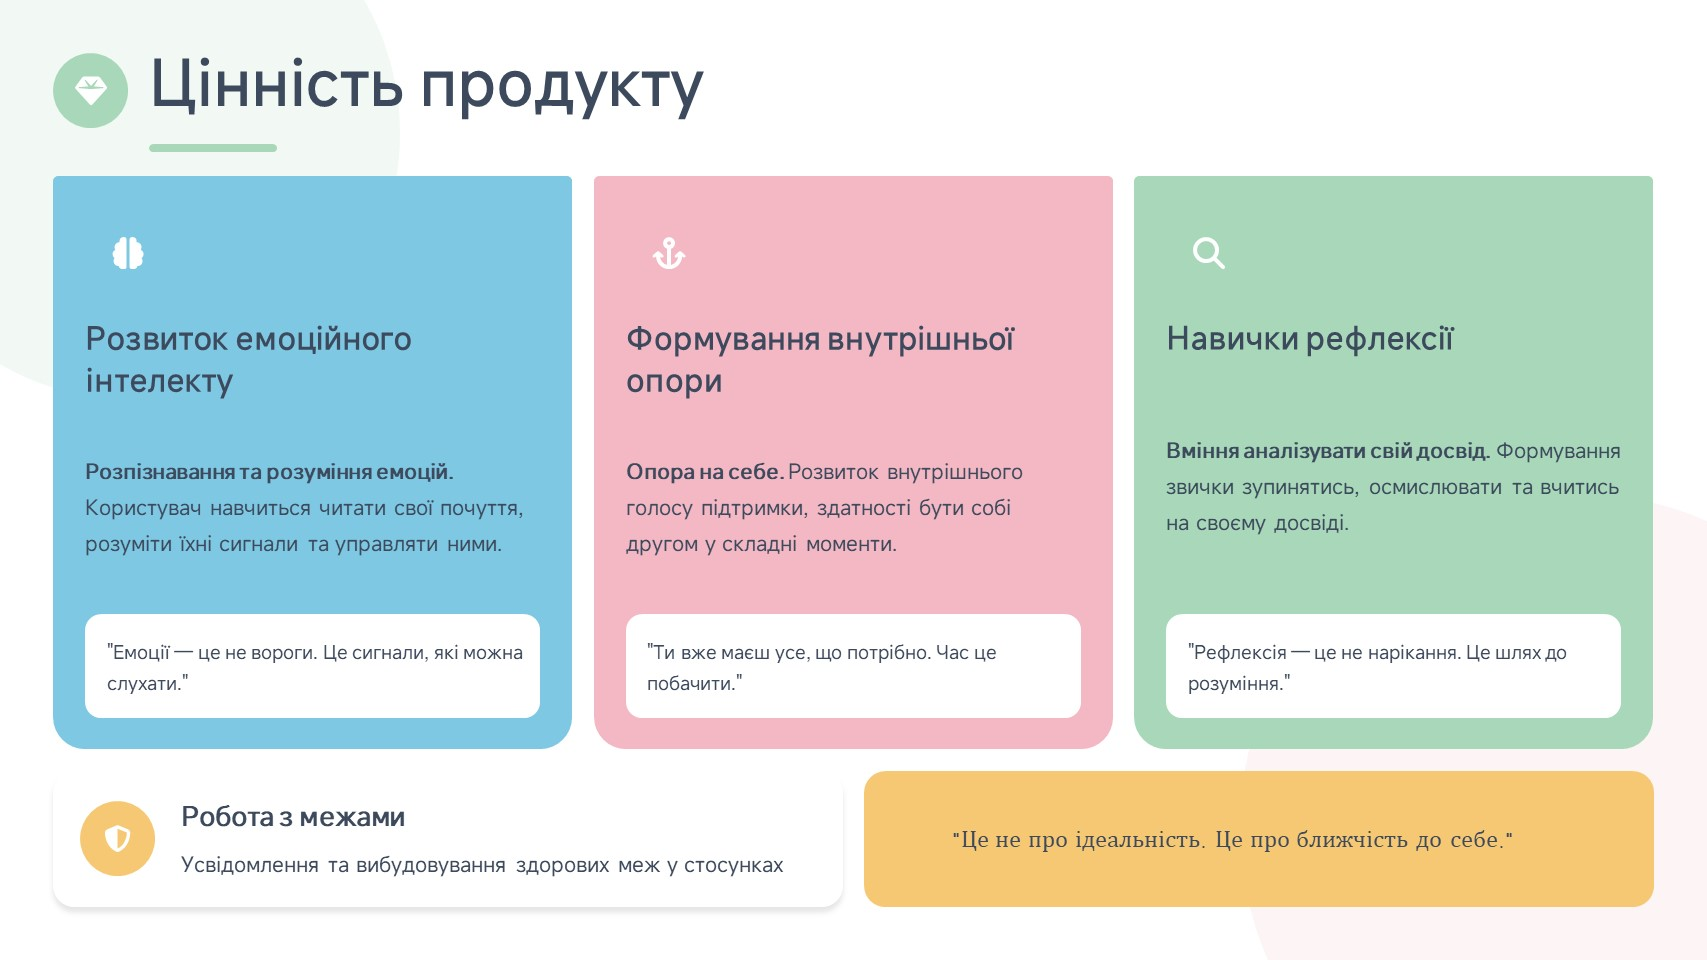 Цінність продукту
Розвиток емоційного
інтелекту
Розпізнавання та розуміння емоцій.
Користувач навчиться читати свої почуття,
розуміти їхні сигнали та управляти ними.
"Емоції — це не вороги. Це сигнали, які можна
слухати."
Формування внутрішньої
опори
Опора на себе. Розвиток внутрішнього
голосу підтримки, здатності бути собі
другом у складні моменти.
"Ти вже маєш усе, що потрібно. Час це
побачити."
Навички рефлексії
Вміння аналізувати свій досвід. Формування
звички зупинятись, осмислювати та вчитись
на своєму досвіді.
"Рефлексія — це не нарікання. Це шлях до
розуміння."
Робота з межами
Усвідомлення та вибудовування здорових меж у стосунках
"Це не про ідеальність. Це про ближчість до себе."